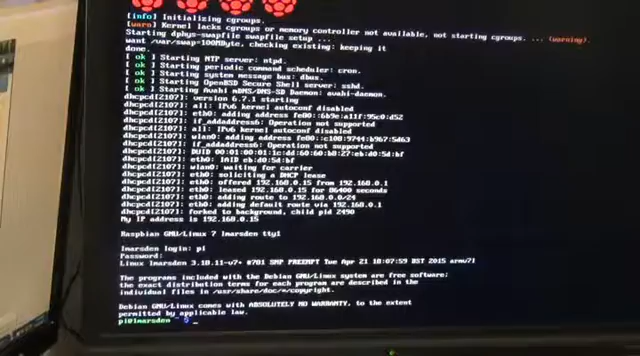 [info] Initializing cgroups.
[warn] Kernel lacks cgroups or memory controller not available, not starting cgroups. ... (warning).
Starting dphys-swapfile swapfile setup ...
want /var/swap=100MByte, checking existing: keeping it
done.
[ ok ] Starting NTP server: ntpd.
[ ok ] Starting periodic command scheduler: cron.
[ ok ] Starting system message bus: dbus.
[ ok ] Starting OpenBSD Secure Shell server: sshd.
[ ok ] Starting Avahi mDNS/DNS-SD Daemon: avahi-daemon.
dhcpcd[2107]: version 6.7.1 starting
dhcpcd[2107]: all: IPv6 kernel autoconf disabled
dhcpcd[2107]: eth0: adding address fe80::6b9e:a11f:95c0:d52
dhcpcd[2107]: if_addaddress6: Operation not supported
dhcpcd[2107]: all: IPv6 kernel autoconf disabled
dhcpcd[2107]: wlan0: adding address fe80::c108:9744:b967:5d63
dhcpcd[2107]: if_addaddress6: Operation not supported
dhcpcd[2107]: DUID 00:01:00:01:1c:dd:60:60:b8:27:eb:d0:5d:bf
dhcpcd[2107]: eth0: IAID eb:d0:5d:bf
dhcpcd[2107]: wlan0: waiting for carrier
dhcpcd[2107]: eth0: soliciting a DHCP lease
dhcpcd[2107]: eth0: offered 192.168.0.15 from 192.168.0.1
dhcpcd[2107]: eth0: leased 192.168.0.15 for 86400 seconds
dhcpcd[2107]: eth0: adding route to 192.168.0.0/24
dhcpcd[2107]: eth0: adding default route via 192.168.0.1
dhcpcd[2107]: forked to background, child pid 2490
My IP address is 192.168.0.15
Raspbian GNU/Linux 7 lmarsden tty1
lmarsden login: pi
Password:
Linux lmarsden 3.18.11-v7+ #781 SMP PREEMPT Tue Apr 21 18:07:59 BST 2015 armv7l
The programs included with the Debian GNU/Linux system are free software;
the exact distribution terms for each program are described in the
individual files in /usr/share/doc/*/copyright.
Debian GNU/Linux comes with ABSOLUTELY NO WARRANTY, to the extent
permitted by applicable law.
pi@lmarsden ~ $ _